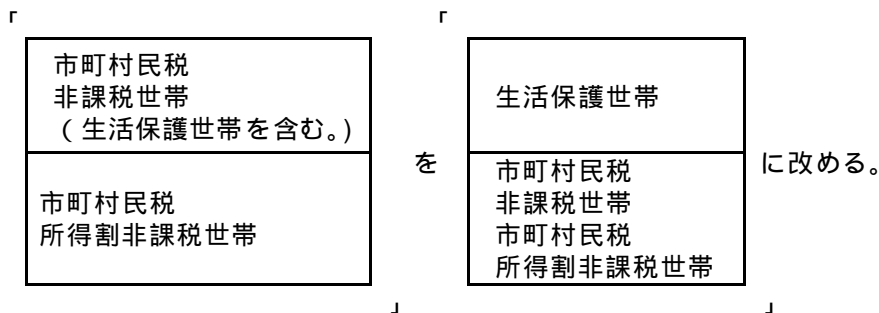 「
市町村民税
非課税世帯
(生活保護世帯を含む。)
市町村民税
所得割非課税世帯
」
を
「
生活保護世帯
市町村民税
非課税世帯
市町村民税
所得割非課税世帯
」
に改める。